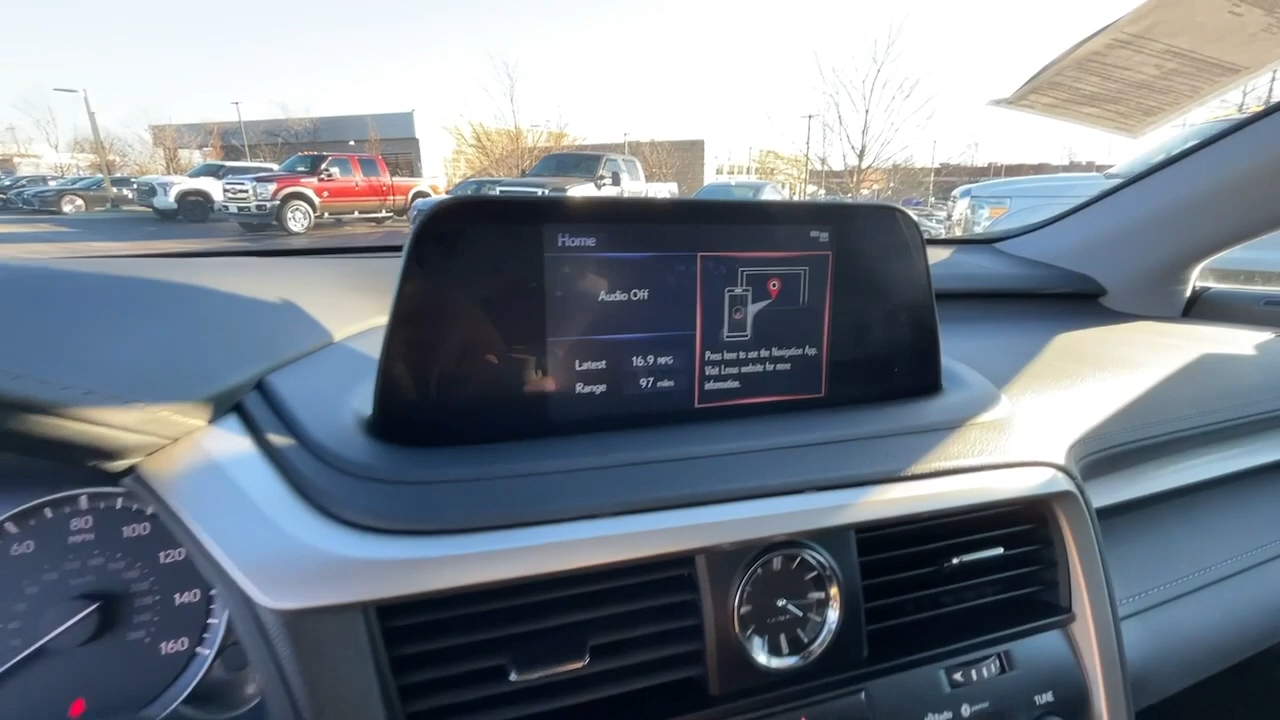 Home
Audio Off
Latest 16.9 MPG
Range 97 miles
Press here to use the Navigation App.
Visit Lexus website for more
information.
60
80
MPH
100
120
140
160
TUNE